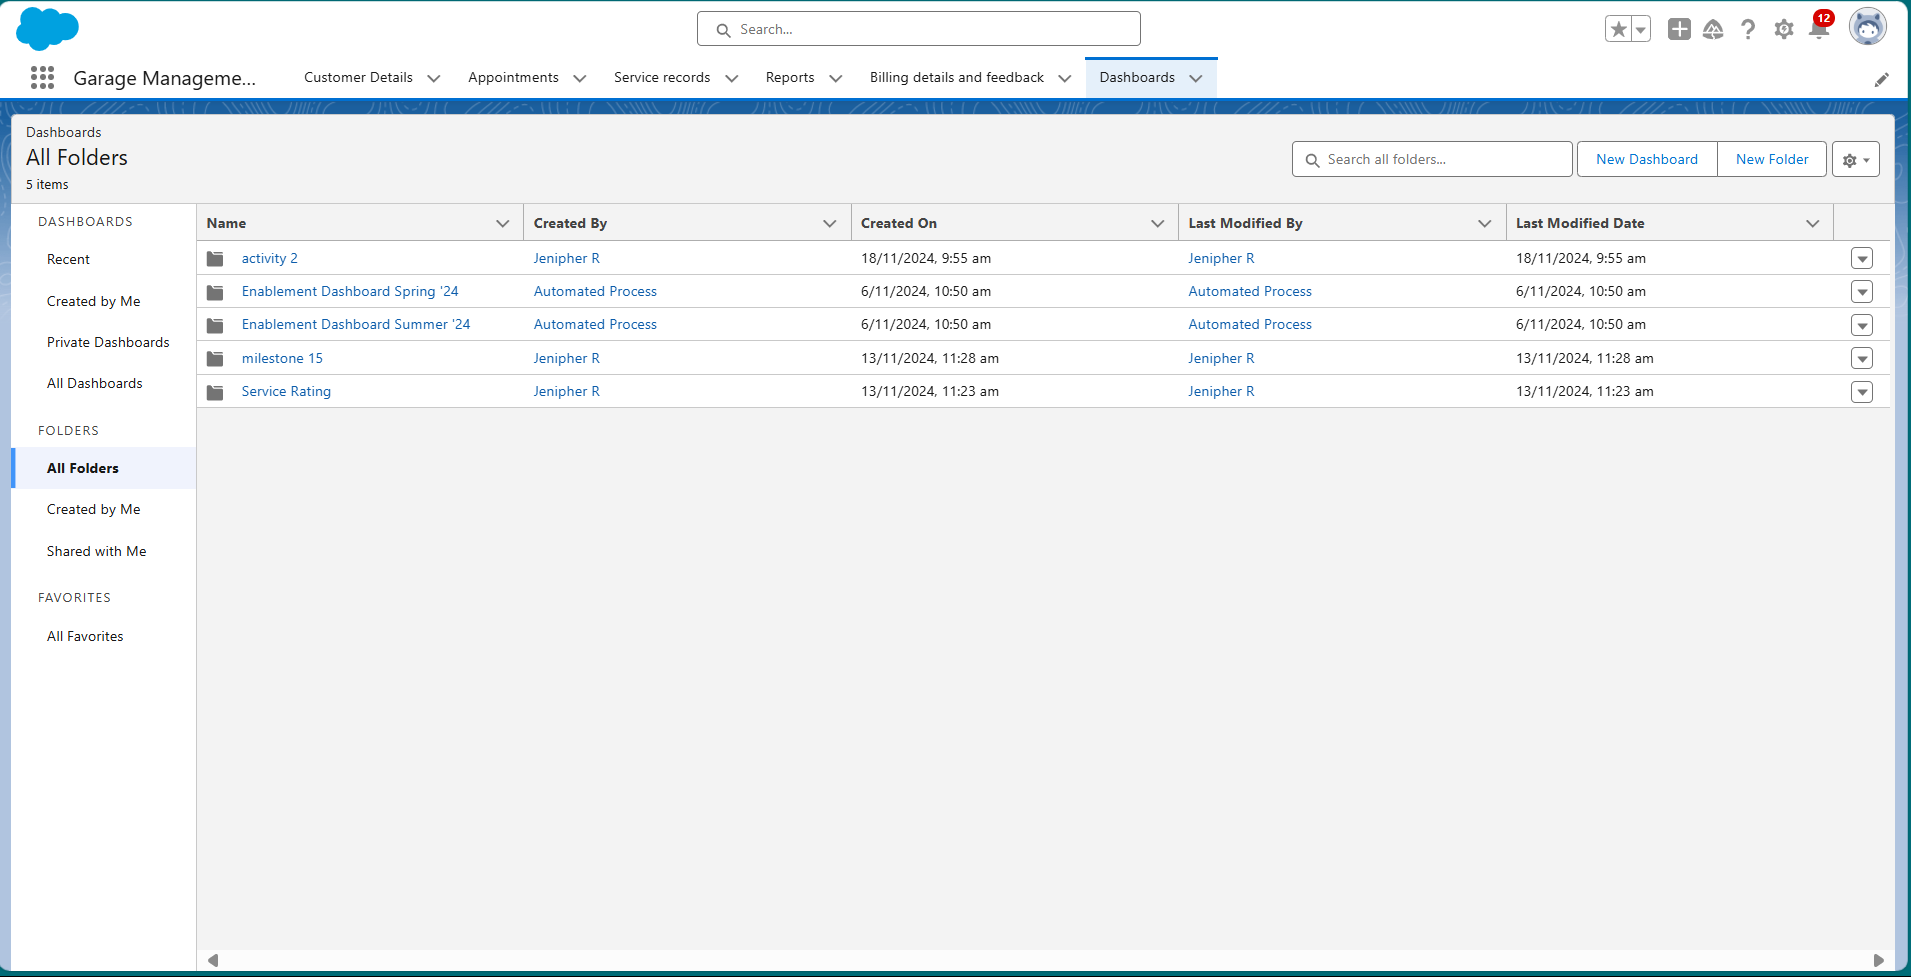 Search...
12
Garage Manageme...
Customer Details
Appointments
Service records
Reports
Billing details and feedback
Dashboards
Dashboards
All Folders
5 items
Search all folders...
New Dashboard
New Folder
DASHBOARDS
Recent
Created by Me
Private Dashboards
All Dashboards
FOLDERS
All Folders
Created by Me
Shared with Me
FAVORITES
All Favorites
Name Created By Created On Last Modified By Last Modified Date
activity 2 Jenipher R 18/11/2024, 9:55 am Jenipher R 18/11/2024, 9:55 am
Enablement Dashboard Spring '24 Automated Process 6/11/2024, 10:50 am Automated Process 6/11/2024, 10:50 am
Enablement Dashboard Summer '24 Automated Process 6/11/2024, 10:50 am Automated Process 6/11/2024, 10:50 am
milestone 15 Jenipher R 13/11/2024, 11:28 am Jenipher R 13/11/2024, 11:28 am
Service Rating Jenipher R 13/11/2024, 11:23 am Jenipher R 13/11/2024, 11:23 am